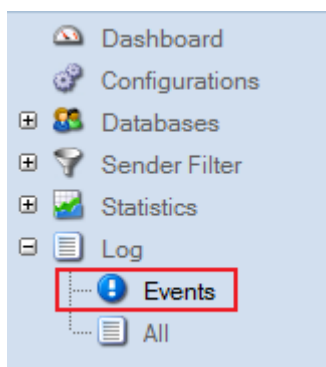 Dashboard
Configurations
Databases
Sender Filter
Statistics
Log
Events
All